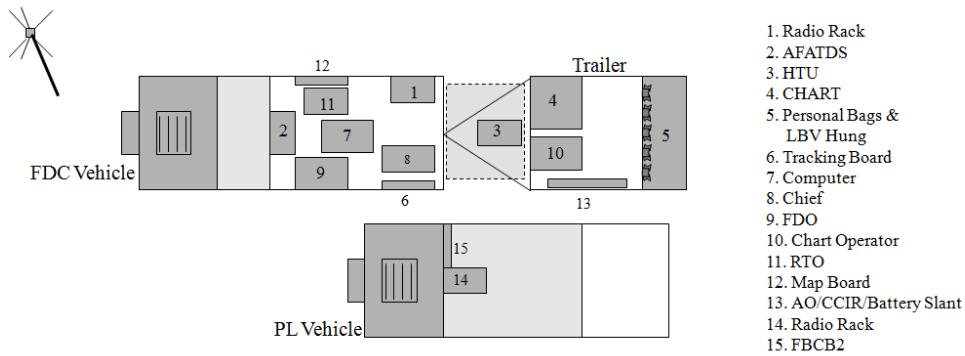 12
Trailer
1
11
4
2
7
3
5
8
10
9
FDC Vehicle
6
13
15
14
PL Vehicle
1. Radio Rack
2. AFATDS
3. HTU
4. CHART
5. Personal Bags &
LBV Hung
6. Tracking Board
7. Computer
8. Chief
9. FDO
10. Chart Operator
11. RTO
12. Map Board
13. AO/CCIR/Battery Slant
14. Radio Rack
15. FBCB2